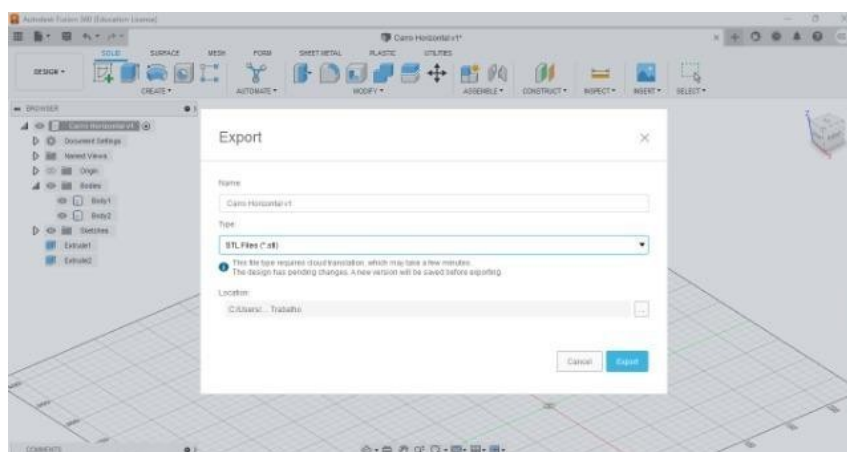 Autodesk Fusion 360 (Education License)
Carro Horizontal v1*
SOLID SURFACE MESH FORM SHEET METAL PLASTIC UTILITIES
DESIGN
CREATE AUTOMATE MODIFY ASSEMBLE CONSTRUCT INSPECT INSERT SELECT
BROWSER
Carro Horizontal v1
Document Settings
Named Views
Origin
Bodies
Body1
Body2
Sketches
Extrude1
Extrude2
Export
Name
Carro Horizontal v1
Type
STL Files (*.stl)
This file type requires cloud translation, which may take a few minutes.
The design has pending changes. A new version will be saved before exporting.
Location:
C:/Users/... Trabalho
...
Cancel Export
COMMENTS